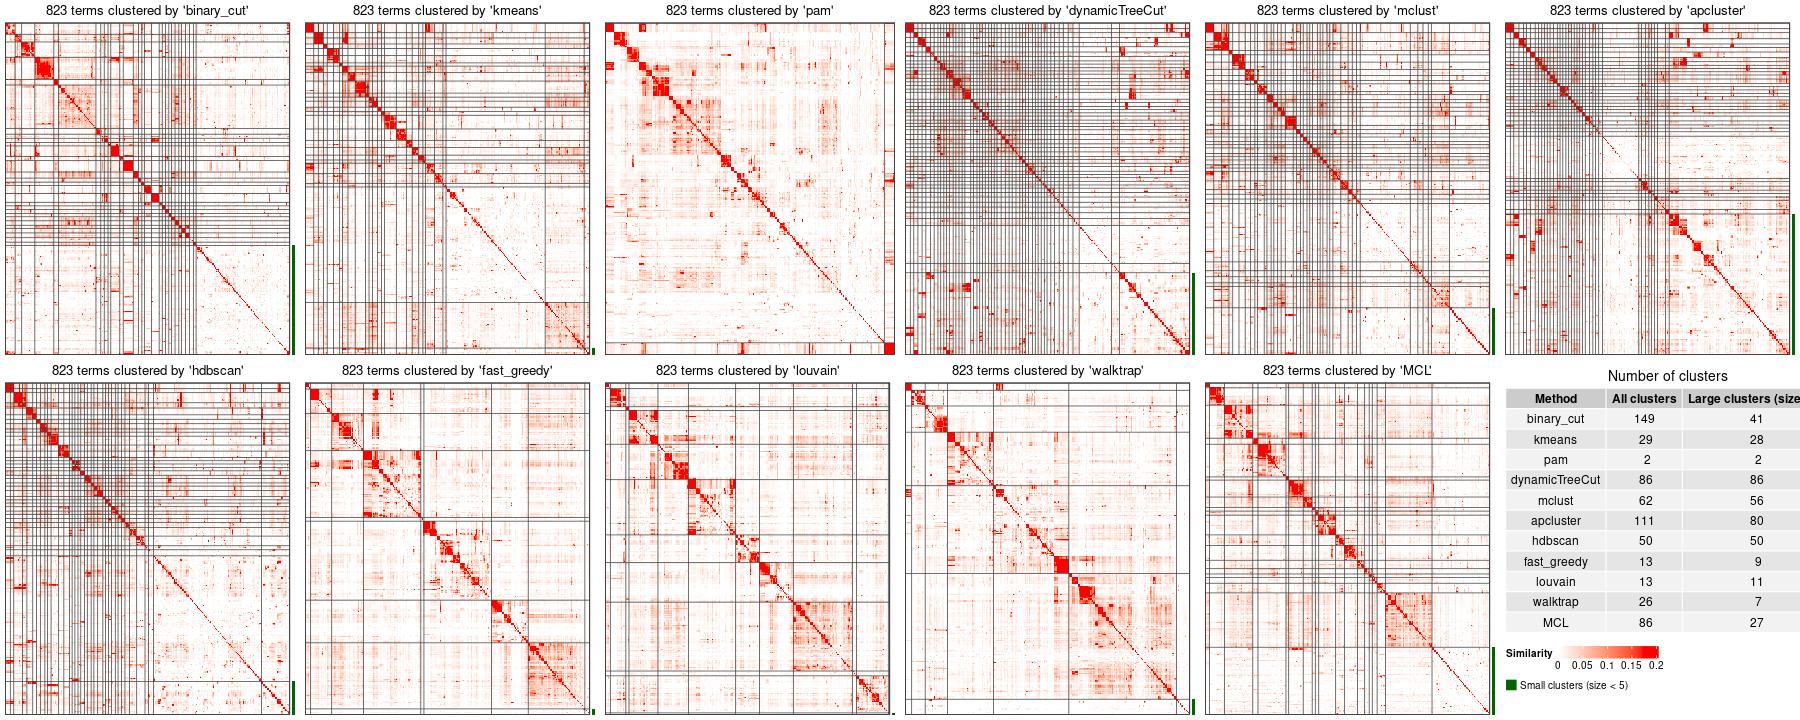 823 terms clustered by 'binary_cut'
823 terms clustered by 'kmeans'
823 terms clustered by 'pam'
823 terms clustered by 'dynamicTreeCut'
823 terms clustered by 'mclust'
823 terms clustered by 'apcluster'
823 terms clustered by 'hdbscan'
823 terms clustered by 'fast_greedy'
823 terms clustered by 'louvain'
823 terms clustered by 'walktrap'
823 terms clustered by 'MCL'
Number of clusters
Method All clusters Large clusters (size
binary_cut 149 41
kmeans 29 28
pam 2 2
dynamicTreeCut 86 86
mclust 62 56
apcluster 111 80
hdbscan 50 50
fast_greedy 13 9
louvain 13 11
walktrap 26 7
MCL 86 27
Similarity
0 0.05 0.1 0.15 0.2
Small clusters (size < 5)